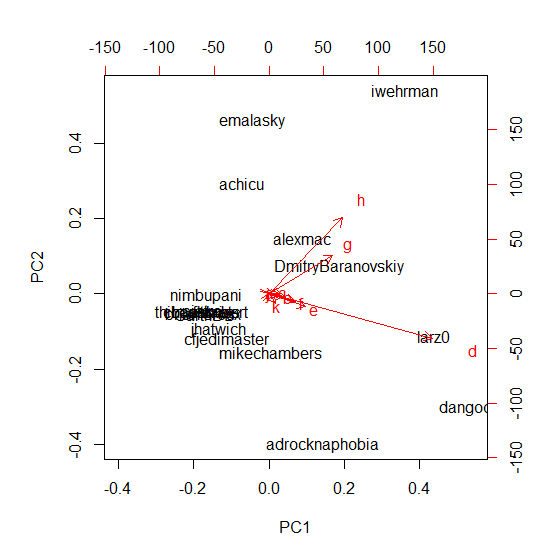 -150 -100 -50 0 50 100 150
iwehrman
emalasky
0.4
150
achicu
h
100
0.2
alexmac
g
50
DmitryBaranovskiy
PC2
nimbupani
0.0
0
k
e
jhatwich
cfjedimaster
larz0
d
-50
mikechambers
-0.2
dangoo
-100
adrocknaphobia
-0.4
-150
-0.4 -0.2 0.0 0.2 0.4
PC1